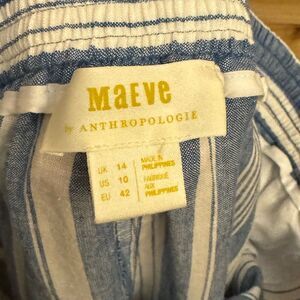 MaEVe
by ANTHROPOLOGIE
UK 14
US 10
EU 42
MADE IN
PHILIPPINES
FABRIQUÉ
AUX
PHILIPPINES